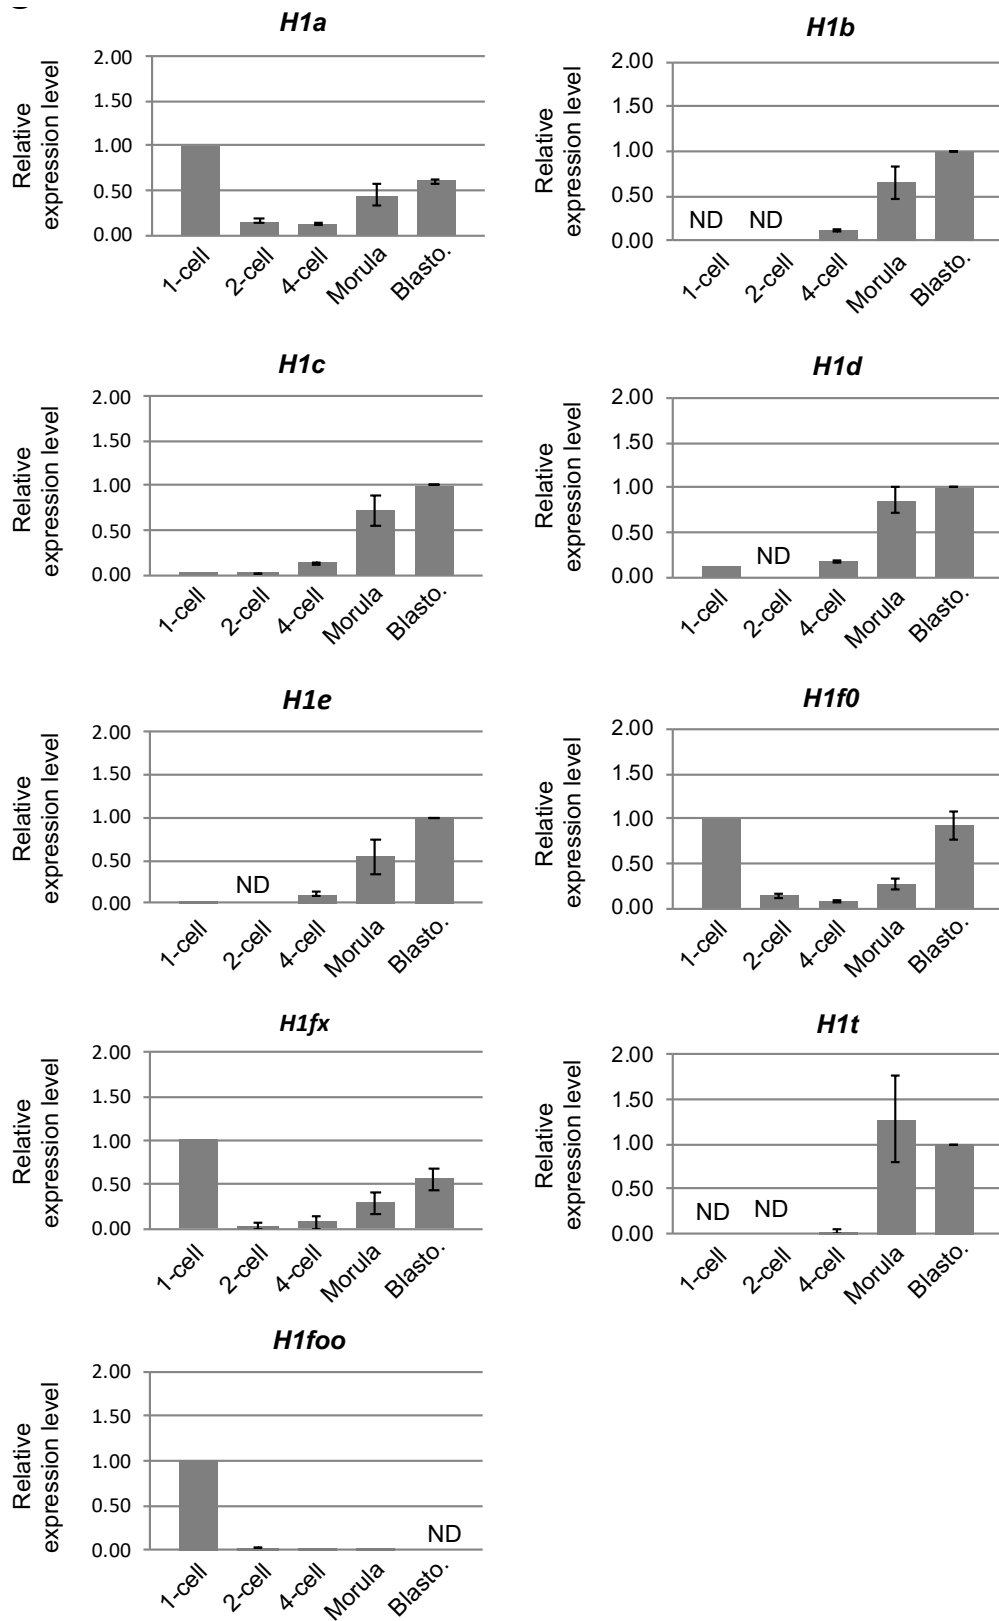 H1a
Relative
expression level
2.00
1.50
1.00
0.50
0.00
1-cell
2-cell
4-cell
Morula
Blasto.
H1b
Relative
expression level
2.00
1.50
1.00
0.50
0.00
ND
ND
1-cell
2-cell
4-cell
Morula
Blasto.
H1c
Relative
expression level
2.00
1.50
1.00
0.50
0.00
1-cell
2-cell
4-cell
Morula
Blasto.
H1d
Relative
expression level
2.00
1.50
1.00
0.50
0.00
ND
1-cell
2-cell
4-cell
Morula
Blasto.
H1e
Relative
expression level
2.00
1.50
1.00
0.50
0.00
ND
1-cell
2-cell
4-cell
Morula
Blasto.
H1f0
Relative
expression level
2.00
1.50
1.00
0.50
0.00
1-cell
2-cell
4-cell
Morula
Blasto.
H1fx
Relative
expression level
2.00
1.50
1.00
0.50
0.00
1-cell
2-cell
4-cell
Morula
Blasto.
H1t
Relative
expression level
2.00
1.50
1.00
0.50
0.00
ND
ND
1-cell
2-cell
4-cell
Morula
Blasto.
H1foo
Relative
expression level
2.00
1.50
1.00
0.50
0.00
ND
1-cell
2-cell
4-cell
Morula
Blasto.